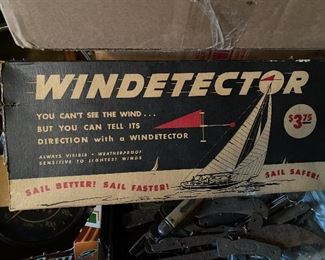 WINDETECTOR
YOU CAN'T SEE THE WIND...
BUT YOU CAN TELL ITS
DIRECTION with a WINDETECTOR
$3.75
ALWAYS VISIBLE - WEATHERPROOF
SENSITIVE TO LIGHTEST WINDS
SAIL BETTER! SAIL FASTER! SAIL SAFER!